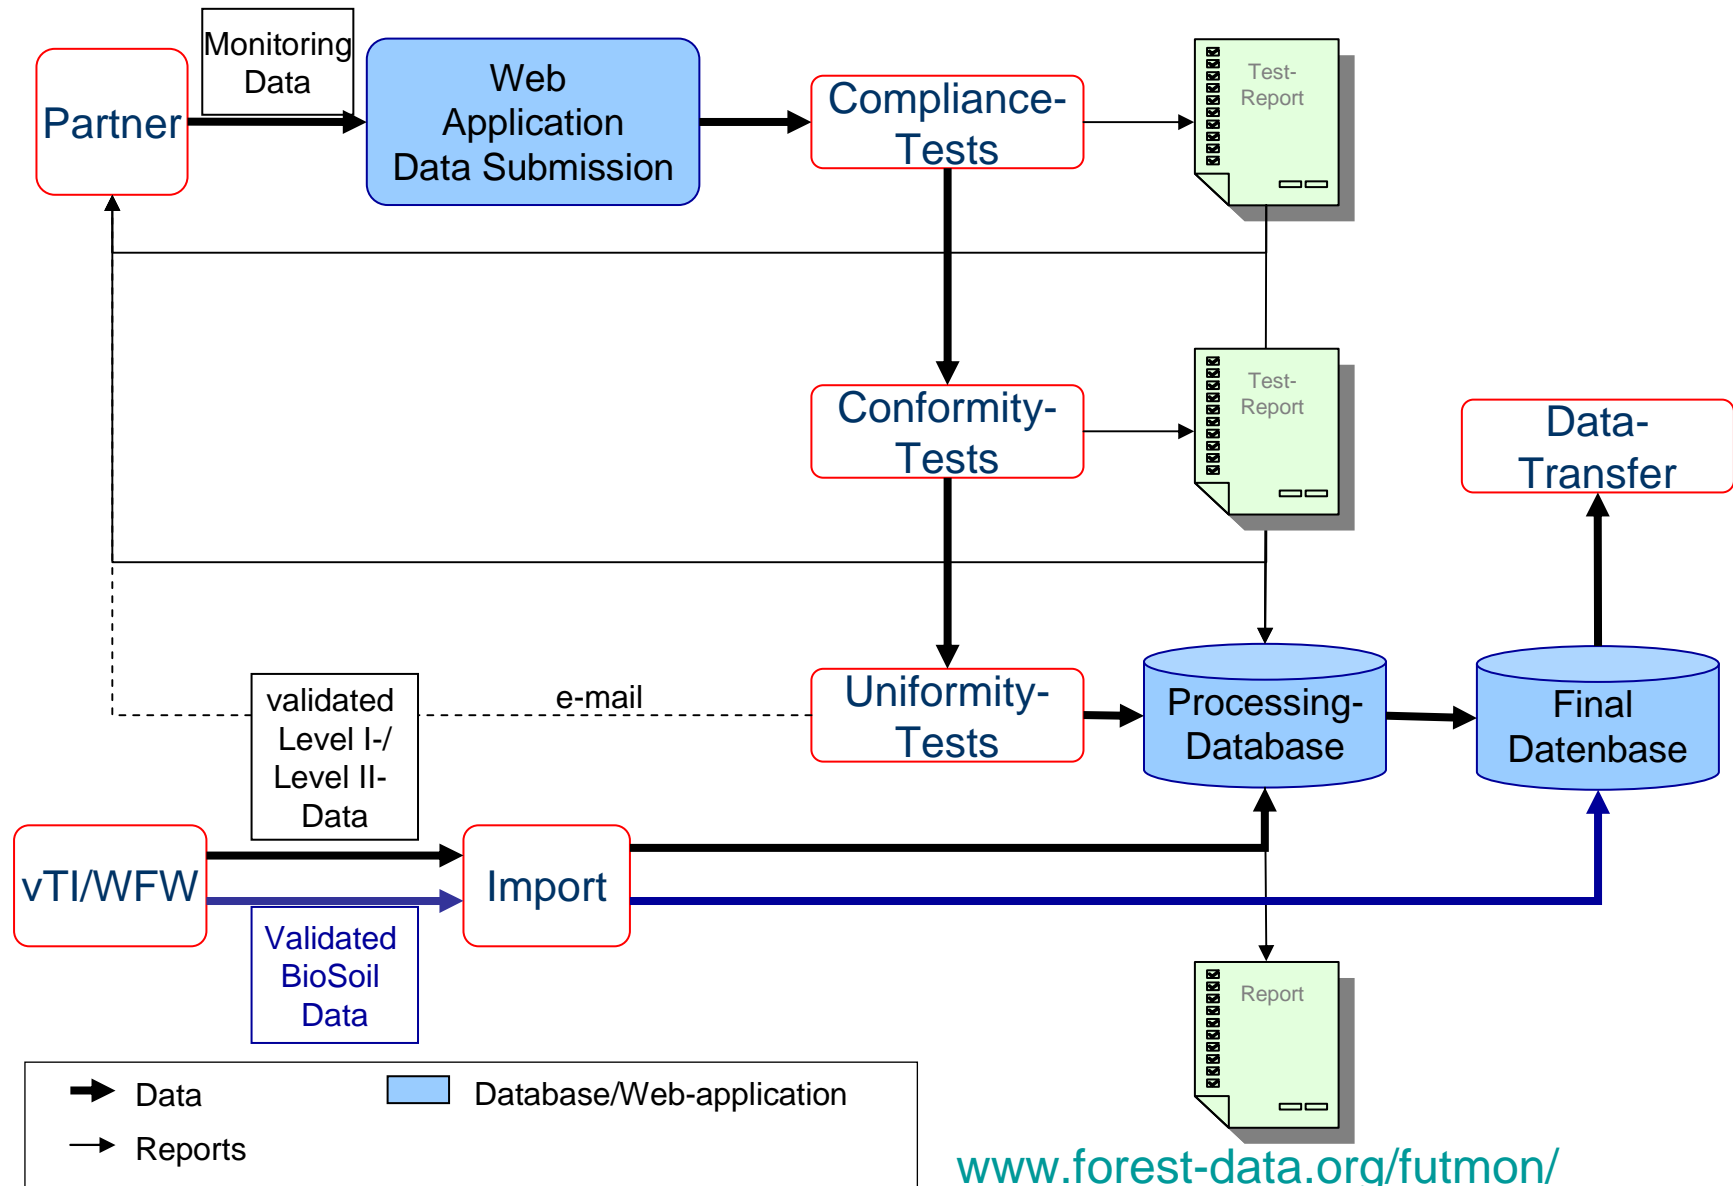 Monitoring
Data
Partner
Web
Application
Data Submission
Compliance-
Tests
Test-
Report
Conformity-
Tests
Test-
Report
Data-
Transfer
Uniformity-
Tests
e-mail
Processing-
Database
Final
Datenbase
validated
Level I-/
Level II-
Data
vTI/WFW
Import
Validated
BioSoil
Data
Report
Data
Database/Web-application
Reports
www.forest-data.org/futmon/